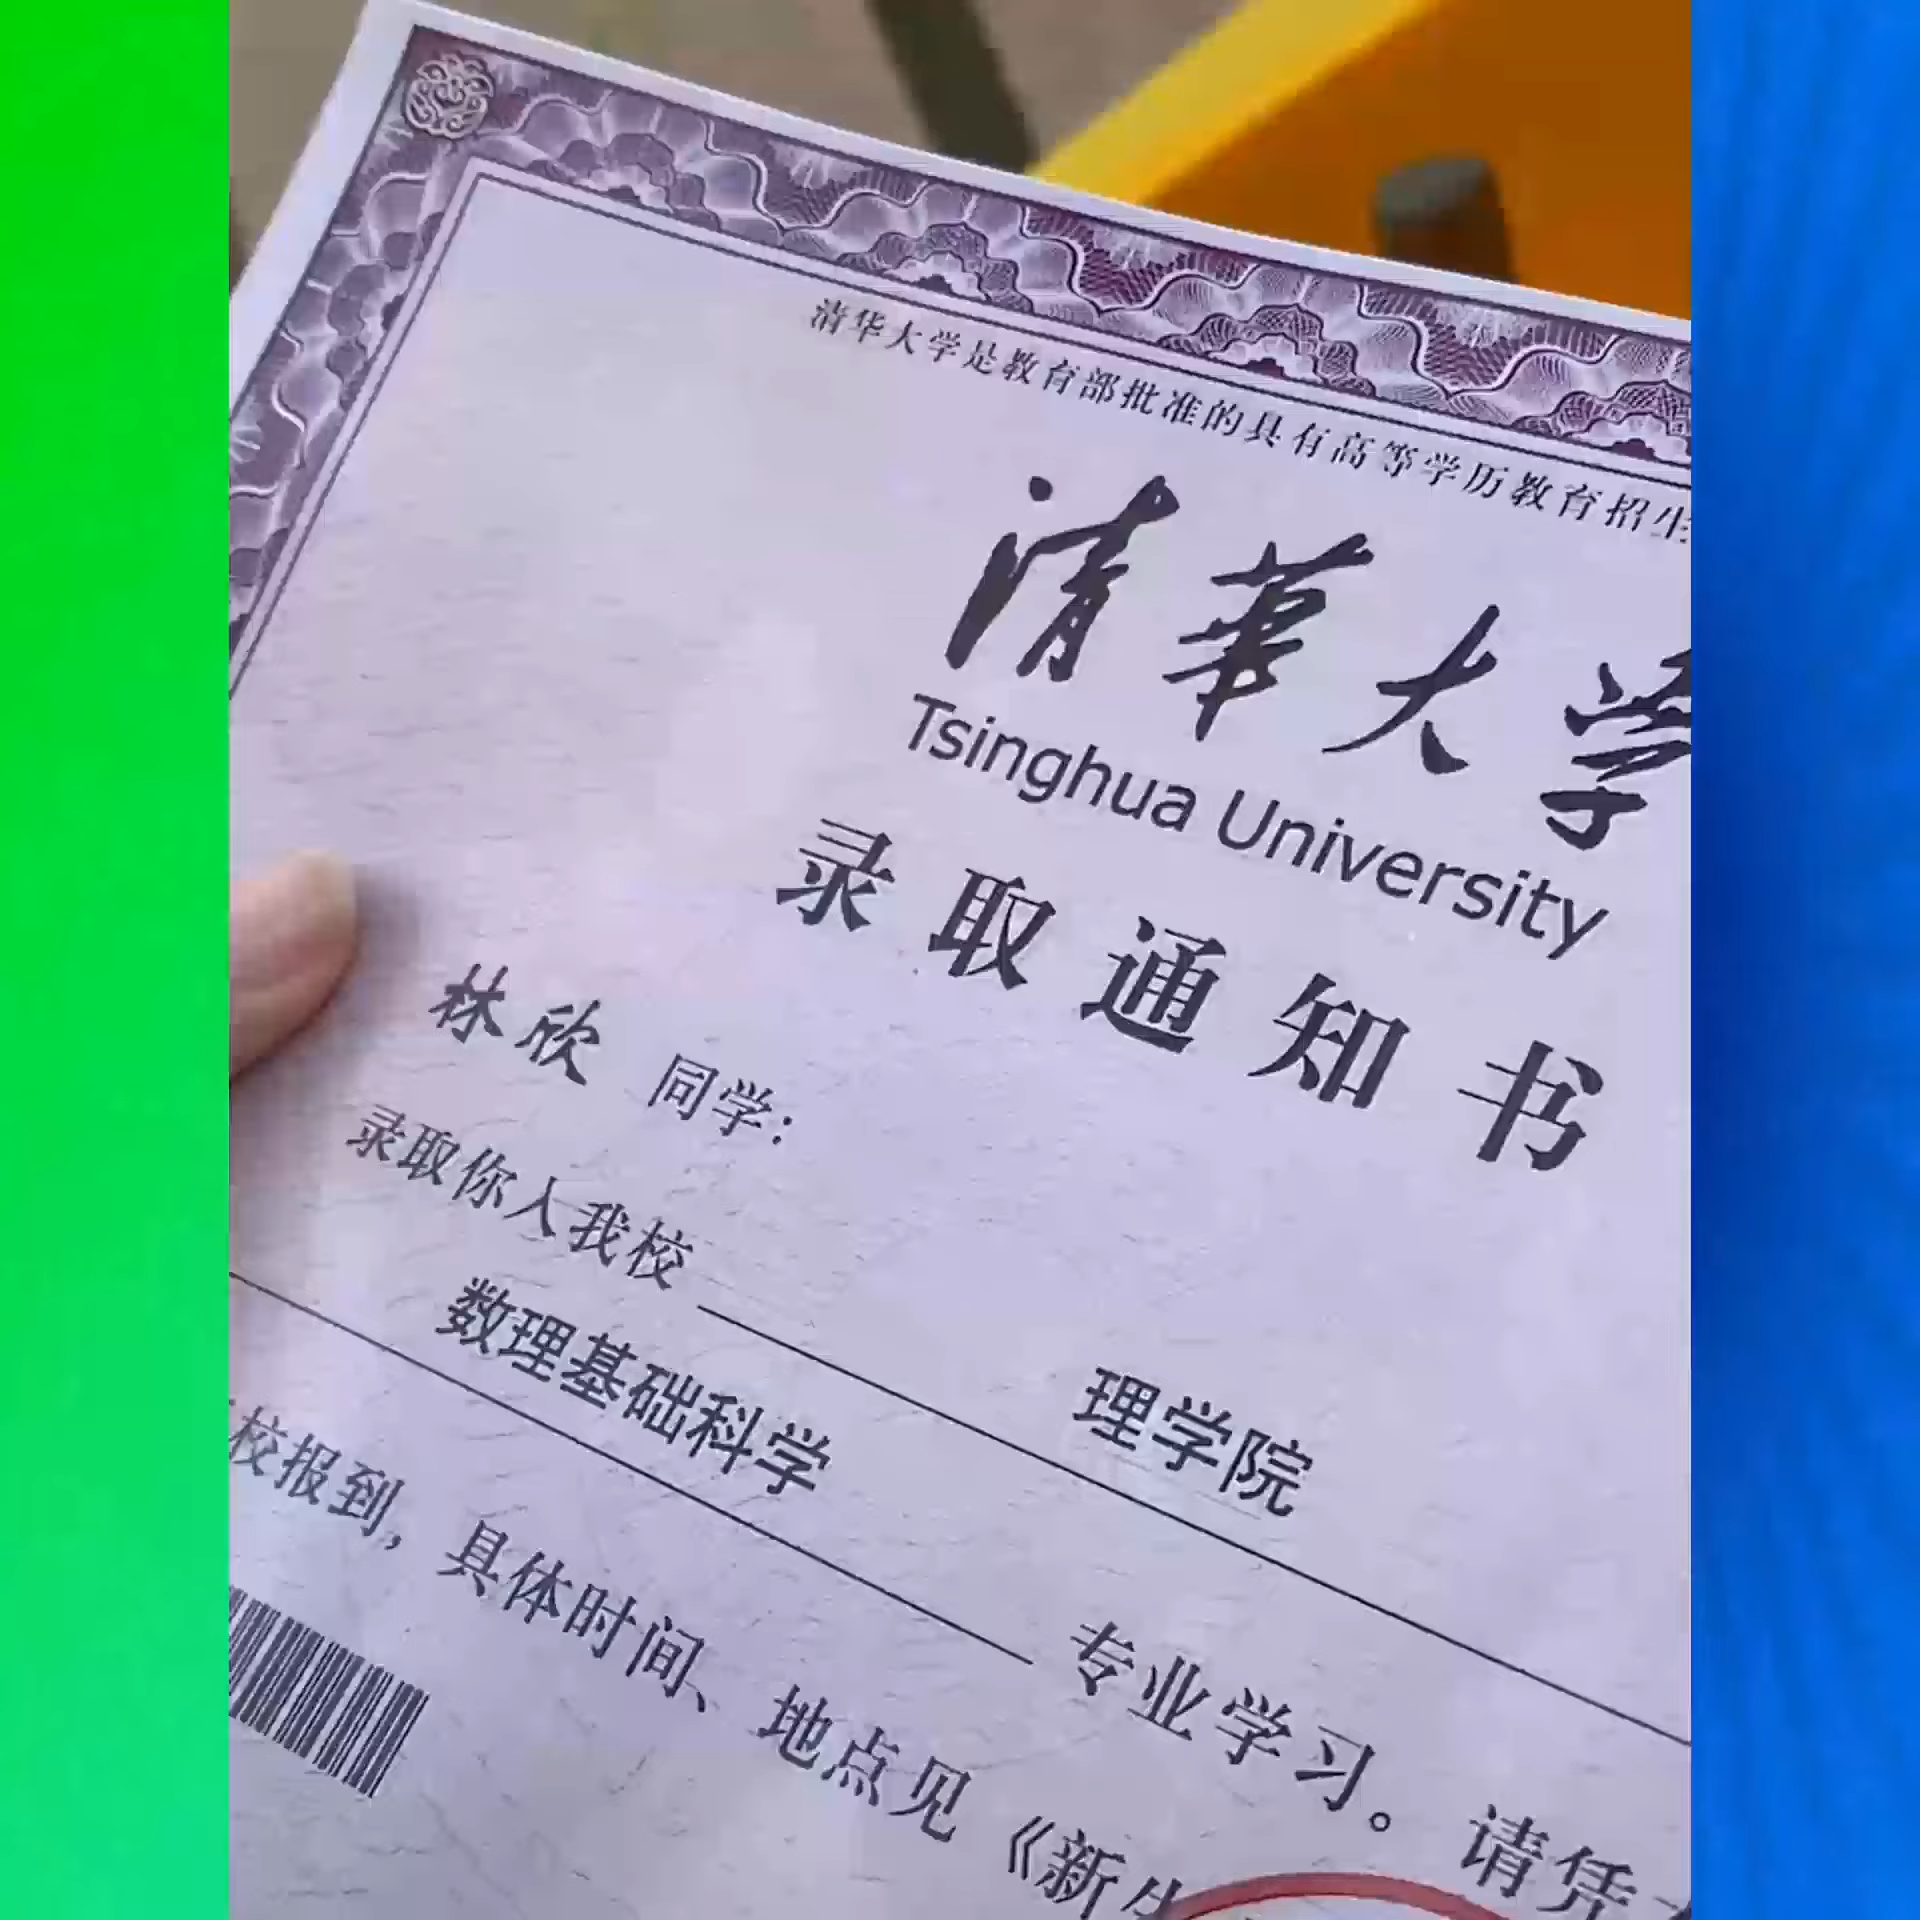 清华大学是教育部批准的具有高等学历教育招生
清華大学
Tsinghua University
录取通知书
林欣 同学：
录取你入我校 理学院
数理基础科学 专业学习。请凭
校报到，具体时间、地点见《新生